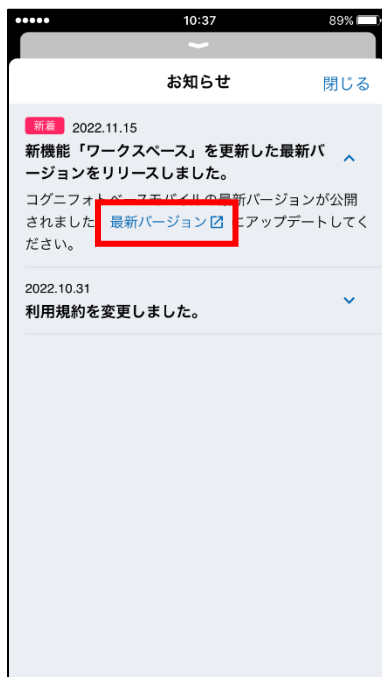 10:37 89%
お知らせ 閉じる
新着 2022.11.15
新機能「ワークスペース」を更新した最新バ
ージョンをリリースしました。
コグニフォトベースモバイルの最新バージョンが公開
されました 最新バージョン にアップデートしてく
ださい。
2022.10.31
利用規約を変更しました。